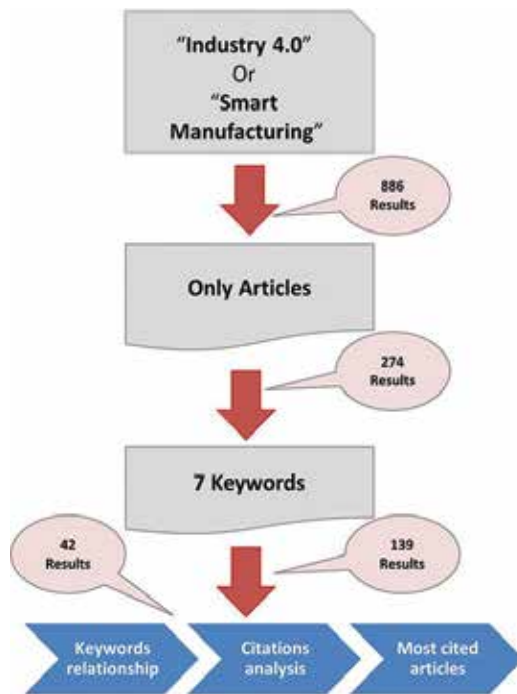 “Industry 4.0”
Or
“Smart
Manufacturing”
886
Results
Only Articles
274
Results
7 Keywords
42
Results
139
Results
Keywords
relationship
Citations
analysis
Most cited
articles